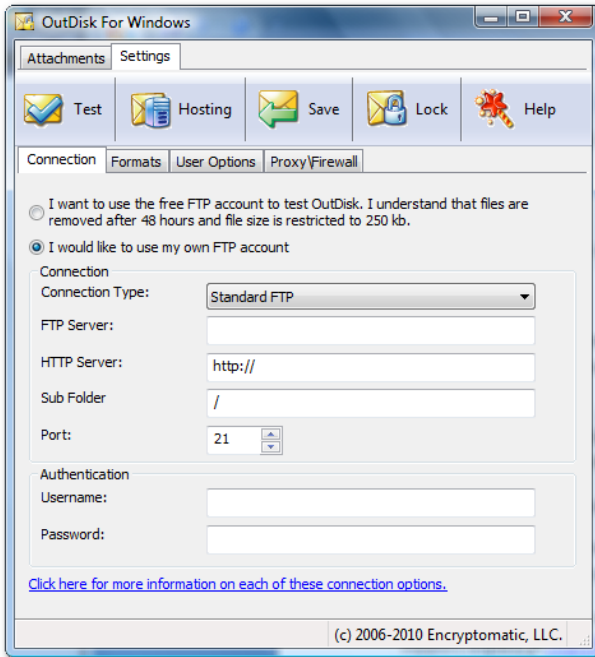 OutDisk For Windows
Attachments Settings
Test Hosting Save Lock Help
Connection Formats User Options Proxy\Firewall
I want to use the free FTP account to test OutDisk. I understand that files are
removed after 48 hours and file size is restricted to 250 kb.
I would like to use my own FTP account
Connection
Connection Type: Standard FTP
FTP Server:
HTTP Server: http://
Sub Folder /
Port: 21
Authentication
Username:
Password:
Click here for more information on each of these connection options.
(c) 2006-2010 Encryptomatic, LLC.